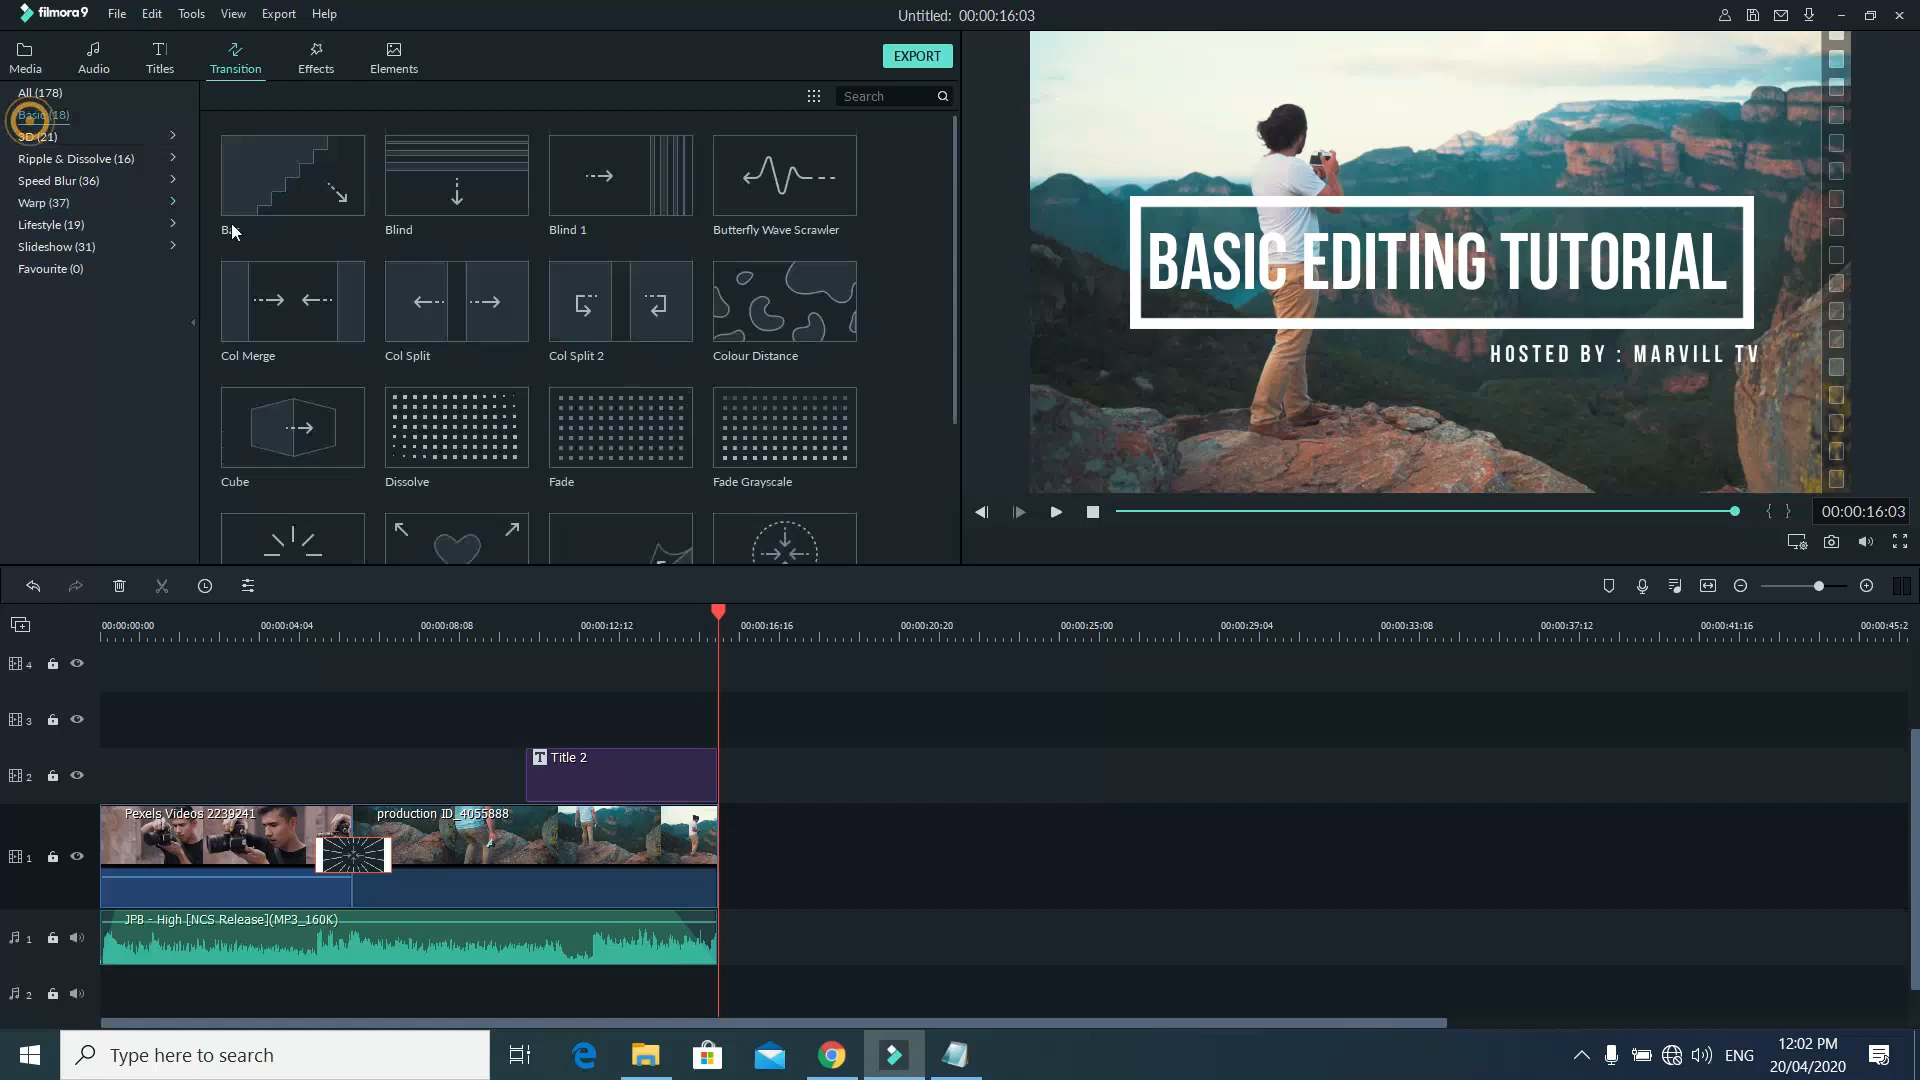 filmora9
File
Edit
Tools
View
Export
Help
Untitled: 00:00:16:03
Media
Audio
Titles
Transition
Effects
Elements
EXPORT
All (178)
Basic (18)
3D (21)
Ripple & Dissolve (16)
Speed Blur (36)
Warp (37)
Lifestyle (19)
Slideshow (31)
Favourite (0)
Search
Blind
Blind 1
Butterfly Wave Scrawler
Col Merge
Col Split
Col Split 2
Colour Distance
Cube
Dissolve
Fade
Fade Grayscale
BASIC EDITING TUTORIAL
HOSTED BY : MARVILL TV
00:00:16:03
00:00:00:00
00:00:04:04
00:00:08:08
00:00:12:12
00:00:16:16
00:00:20:20
00:00:25:00
00:00:29:04
00:00:33:08
00:00:37:12
00:00:41:16
00:00:45:2
4
3
2
T Title 2
1
Pexels Videos 2239241
production ID_4055888
1
JPB - High [NCS Release](MP3_160K)
2
Type here to search
ENG
12:02 PM
20/04/2020